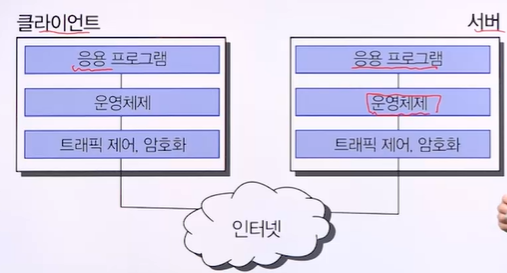 클라이언트
서버
응용 프로그램
응용 프로그램
운영체제
운영체제
트래픽 제어, 암호화
트래픽 제어, 암호화
인터넷